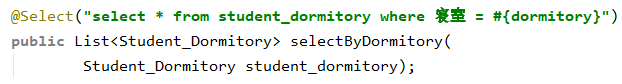 @Select("select * from student_dormitory where 寝室 = #{dormitory}")
public List<Student_Dormitory> selectByDormitory(
Student_Dormitory student_dormitory);